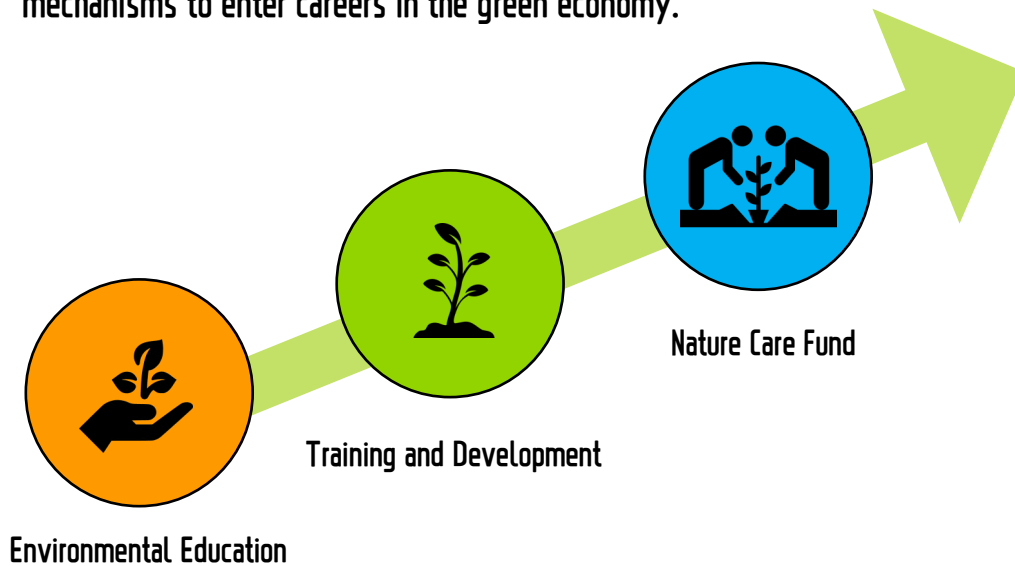 mechanisms to enter careers in the green economy.
Nature Care Fund
Training and Development
Environmental Education